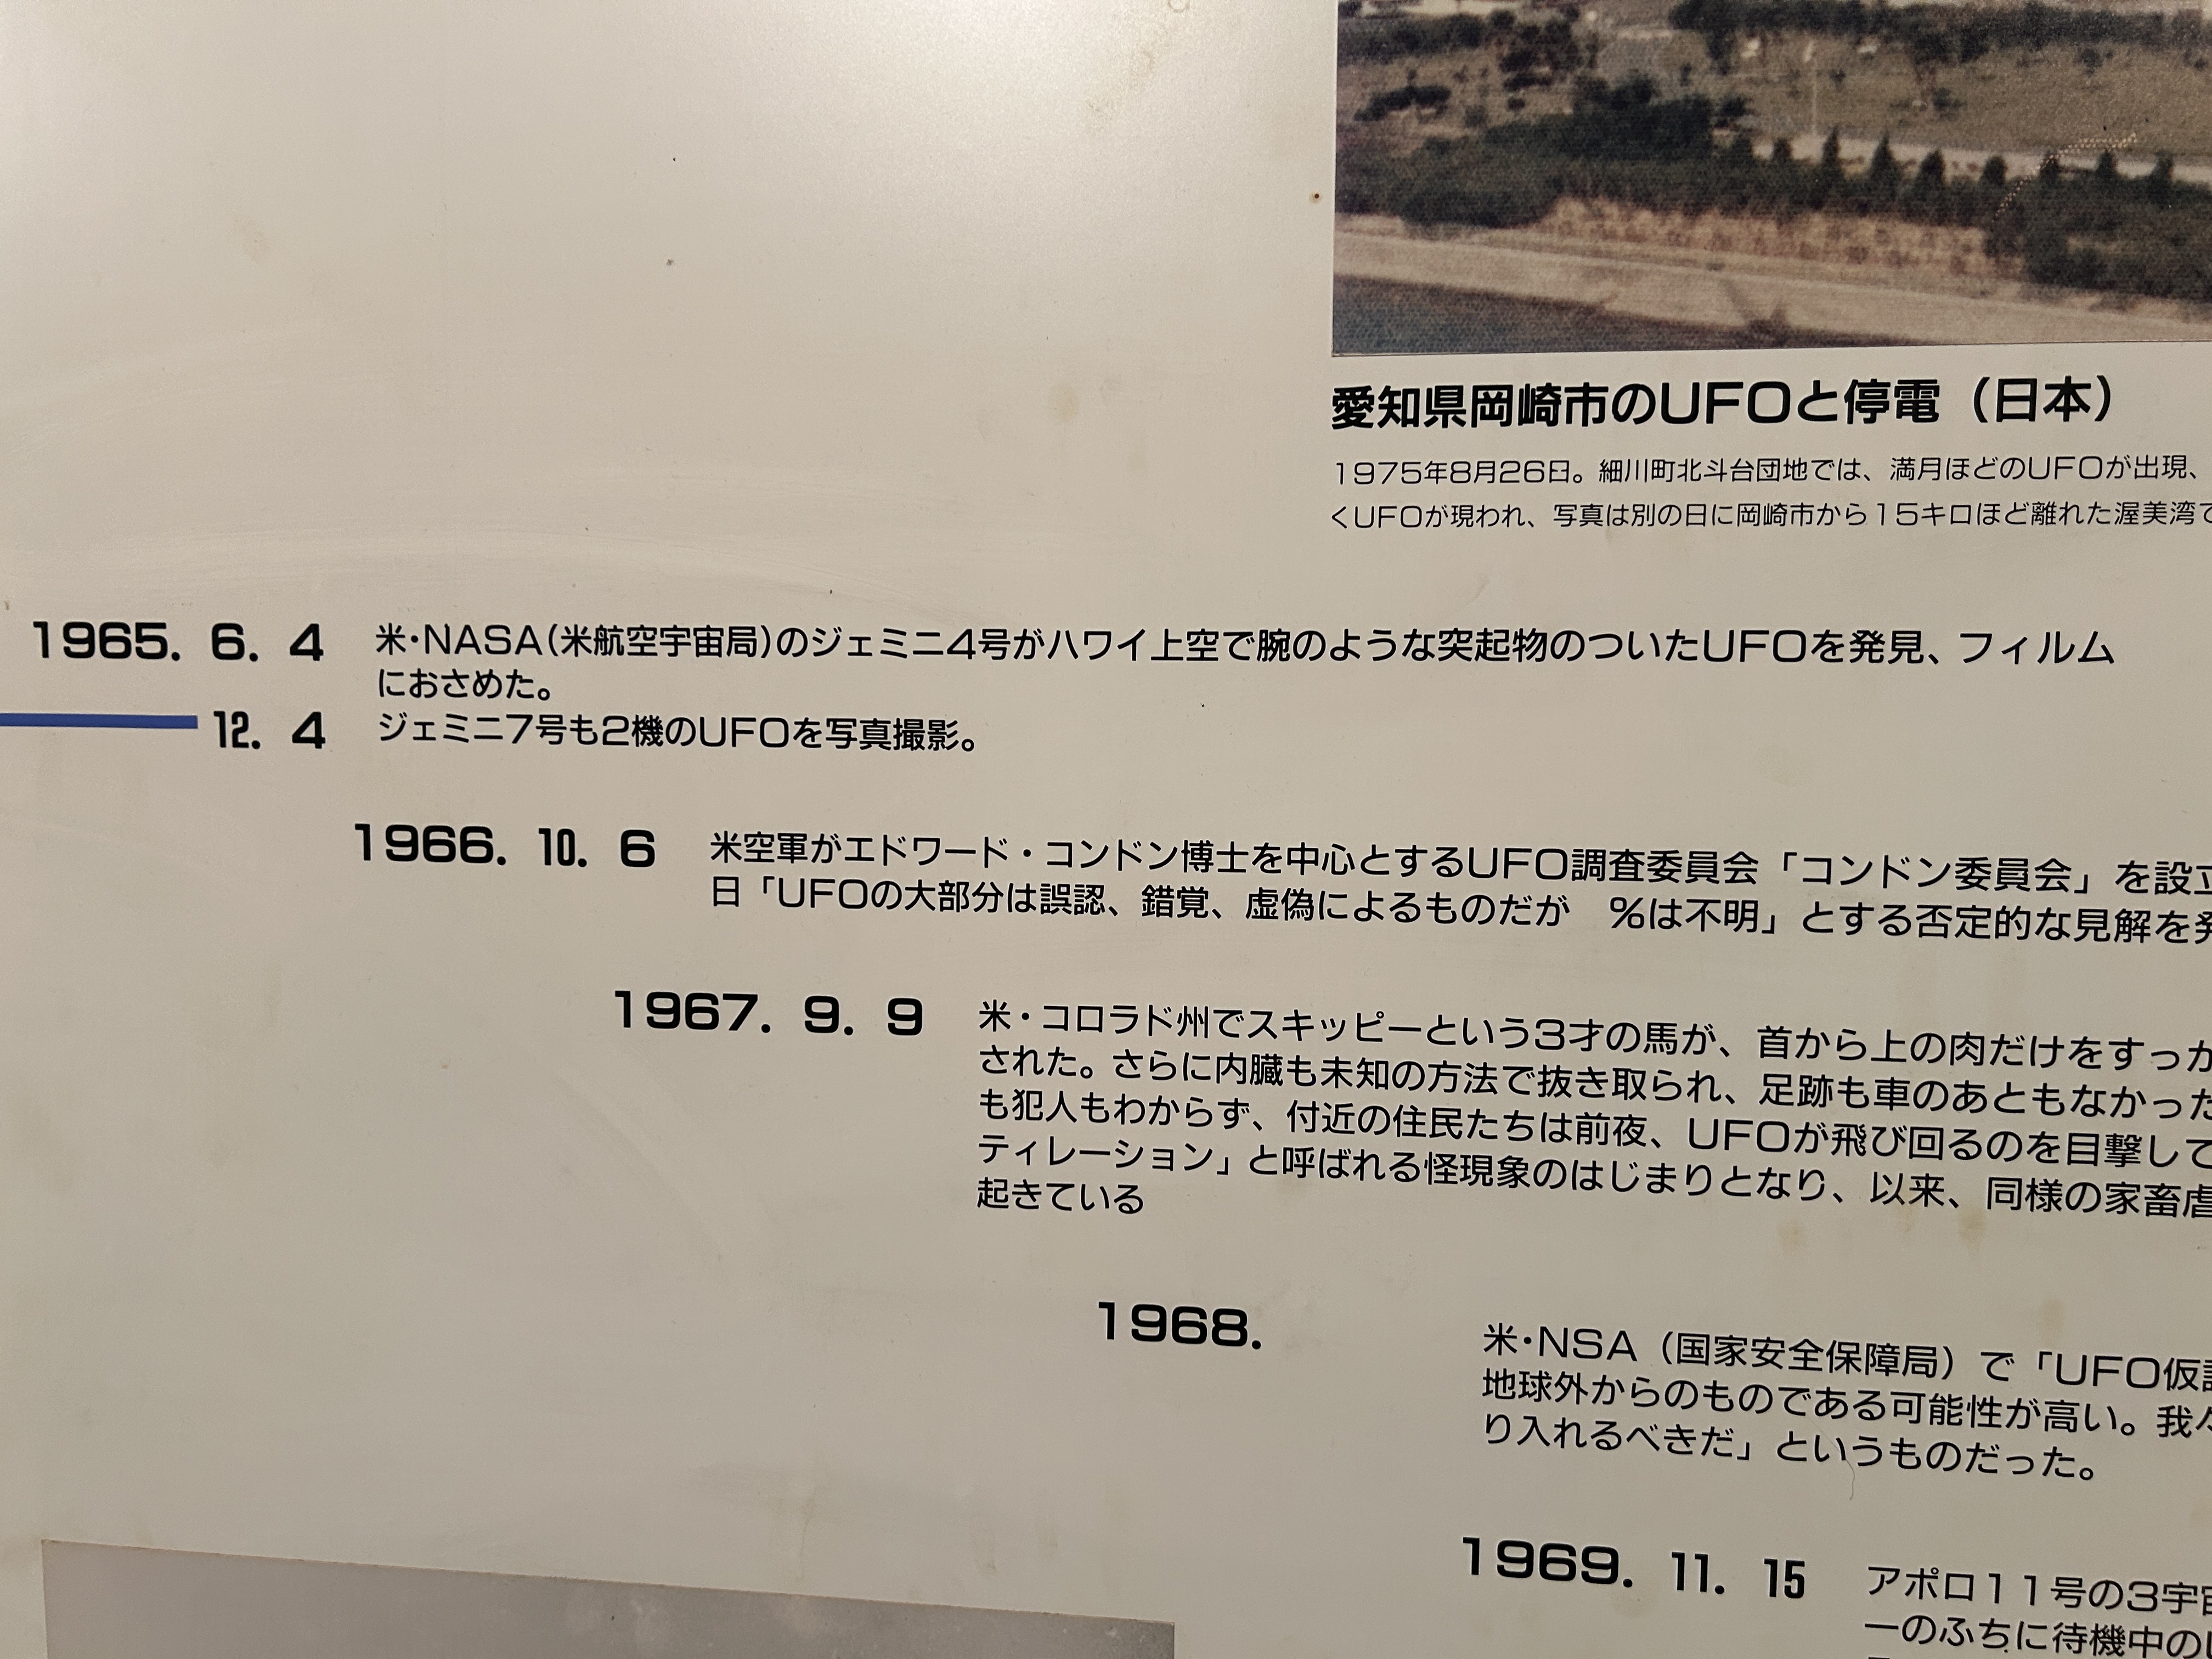 愛知県岡崎市のUFOと停電（日本）
1975年8月26日。細川町北斗台団地では、満月ほどのUFOが出現、
くUFOが現われ、写真は別の日に岡崎市から15キロほど離れた渥美湾で
1965. 6. 4 米・NASA(米航空宇宙局)のジェミニ4号がハワイ上空で腕のような突起物のついたUFOを発見、フィルム
におさめた。
12. 4 ジェミニ7号も2機のUFOを写真撮影。
1966. 10. 6 米空軍がエドワード・コンドン博士を中心とするUFO調査委員会「コンドン委員会」を設立
日「UFOの大部分は誤認、錯覚、虚偽によるものだが　%は不明」とする否定的な見解を発
1967. 9. 9 米・コロラド州でスキッピーという3才の馬が、首から上の肉だけをすっか
された。さらに内臓も未知の方法で抜き取られ、足跡も車のあともなかった
も犯人もわからず、付近の住民たちは前夜、UFOが飛び回るのを目撃して
ティレーション」と呼ばれる怪現象のはじまりとなり、以来、同様の家畜虐
起きている
1968. 米・NSA（国家安全保障局）で「UFO仮
地球外からのものである可能性が高い。我々
り入れるべきだ」というものだった。
1969. 11. 15 アポロ11号の3宇宙
ーのふちに待機中の